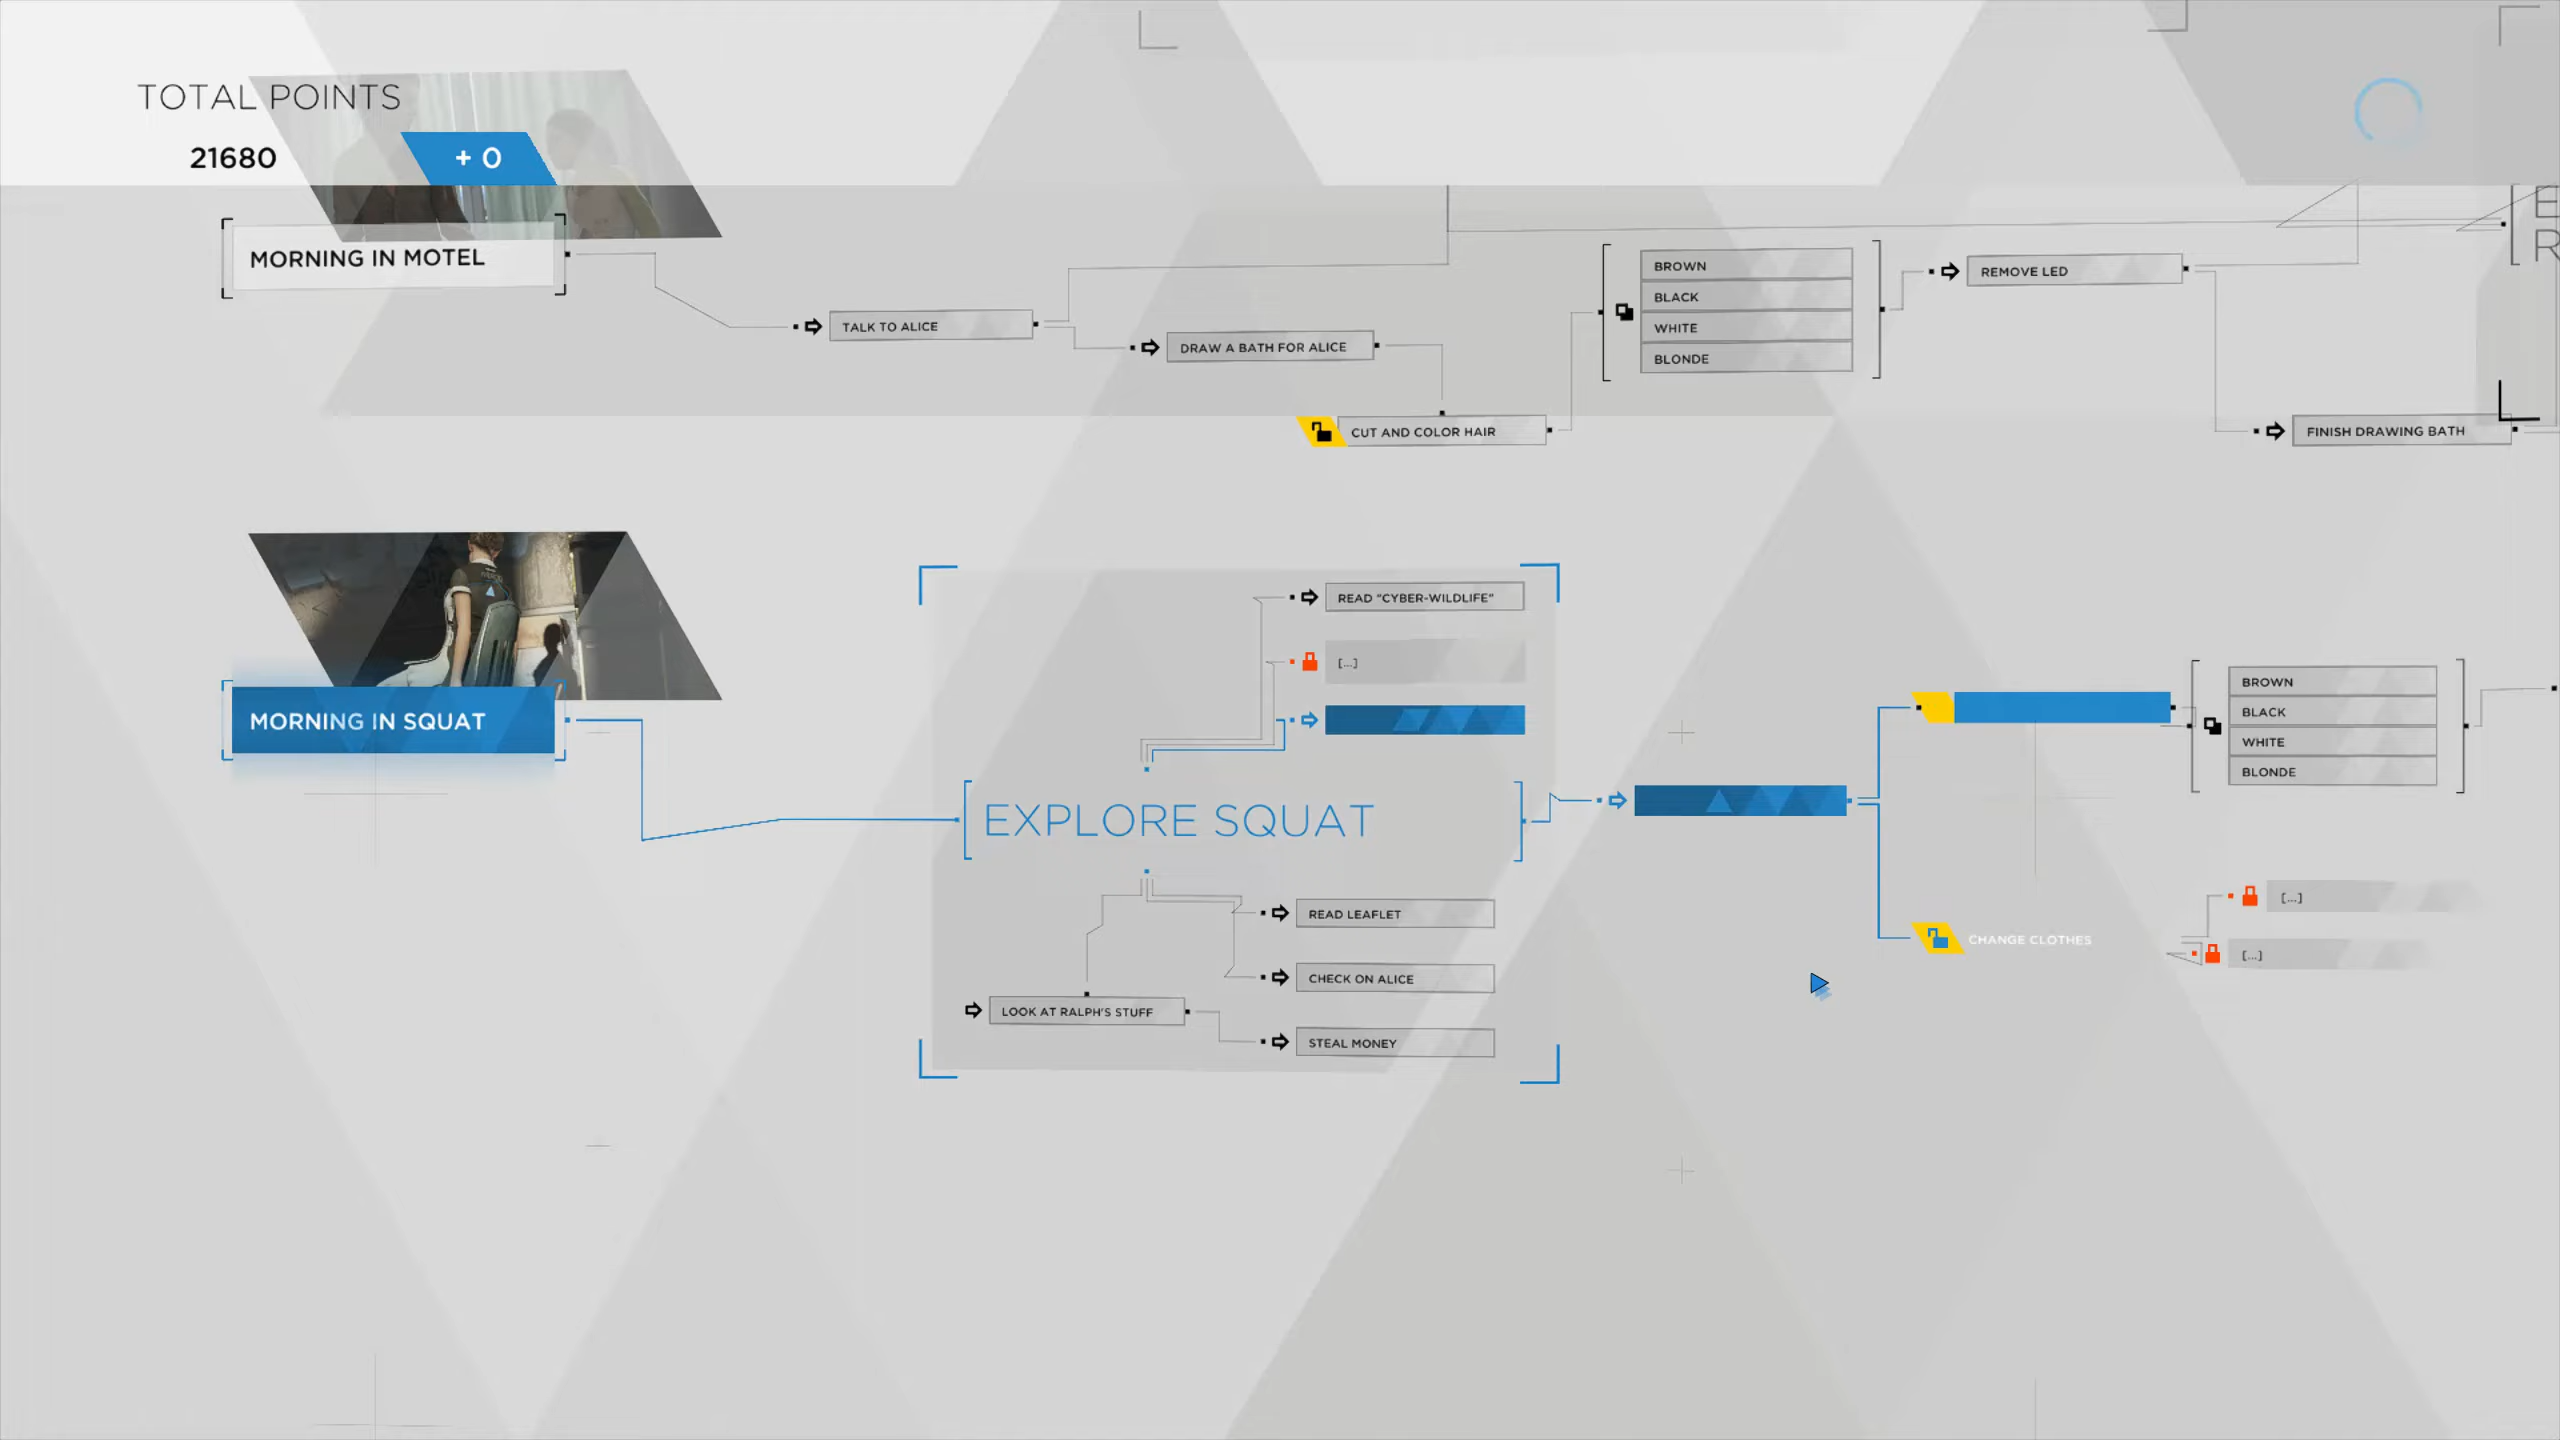 TOTAL POINTS
21680
+ 0
MORNING IN MOTEL
TALK TO ALICE
DRAW A BATH FOR ALICE
CUT AND COLOR HAIR
BROWN
BLACK
WHITE
BLONDE
REMOVE LED
FINISH DRAWING BATH
E
R
MORNING IN SQUAT
READ "CYBER-WILDLIFE"
[...]
EXPLORE SQUAT
READ LEAFLET
CHECK ON ALICE
LOOK AT RALPH'S STUFF
STEAL MONEY
BROWN
BLACK
WHITE
BLONDE
CHANGE CLOTHES
[...]
[...]